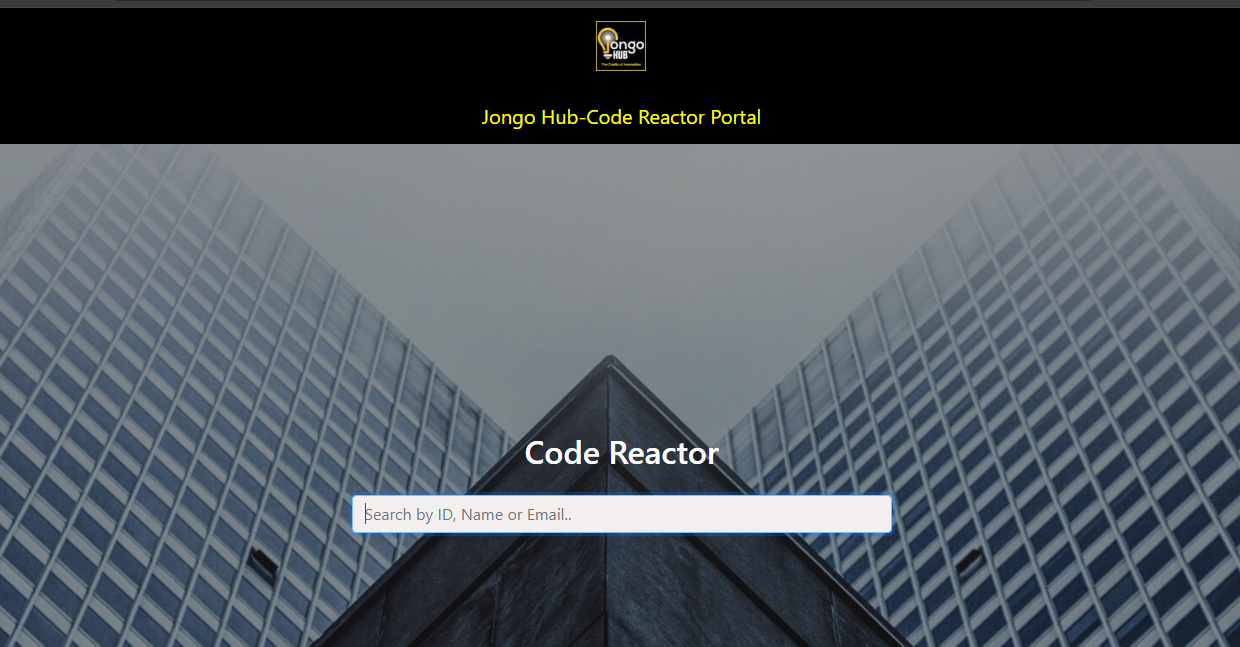 Jongo
HUB
The Cradle of Innovation
Jongo Hub-Code Reactor Portal
Code Reactor
Search by ID, Name or Email..